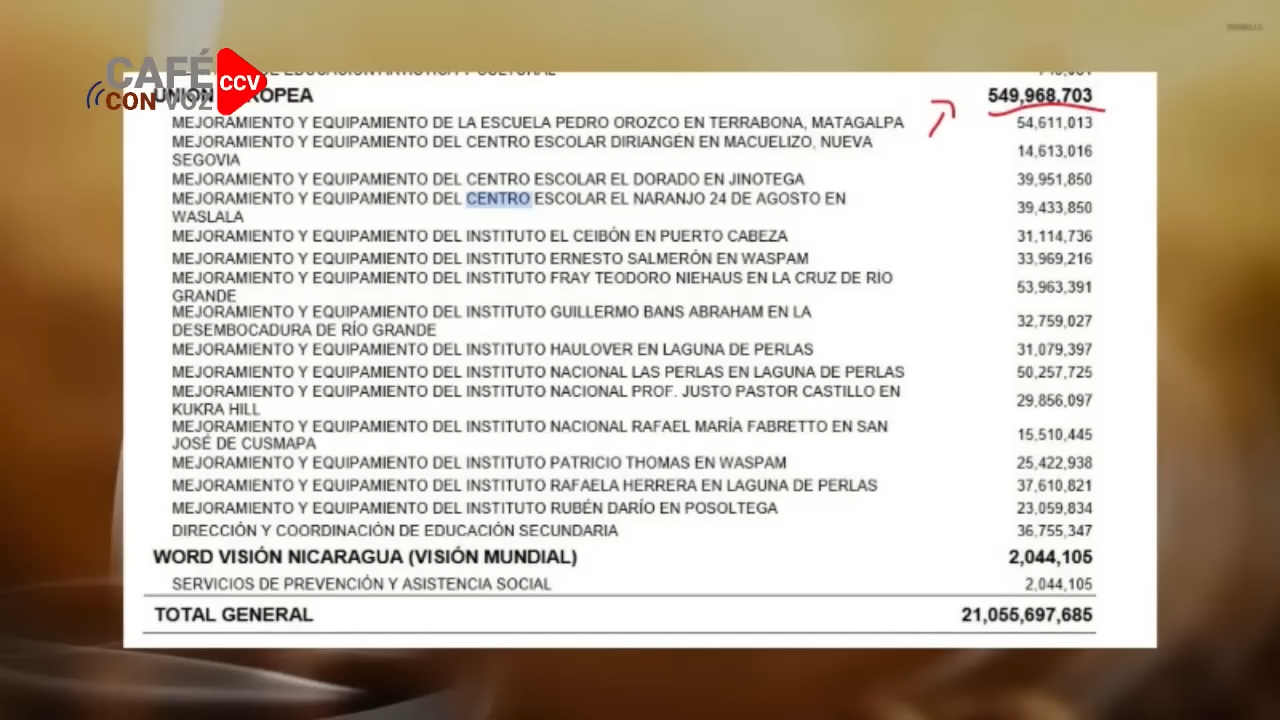 CAFÉ
CON VOZ
CCV
UNIÓN EUROPEA 549,968,703
MEJORAMIENTO Y EQUIPAMIENTO DE LA ESCUELA PEDRO OROZCO EN TERRABONA, MATAGALPA 54,611,013
MEJORAMIENTO Y EQUIPAMIENTO DEL CENTRO ESCOLAR DIRIANGÉN EN MACUELIZO, NUEVA
SEGOVIA 14,613,016
MEJORAMIENTO Y EQUIPAMIENTO DEL CENTRO ESCOLAR EL DORADO EN JINOTEGA 39,951,850
MEJORAMIENTO Y EQUIPAMIENTO DEL CENTRO ESCOLAR EL NARANJO 24 DE AGOSTO EN
WASLALA 39,433,850
MEJORAMIENTO Y EQUIPAMIENTO DEL INSTITUTO EL CEIBÓN EN PUERTO CABEZA 31,114,736
MEJORAMIENTO Y EQUIPAMIENTO DEL INSTITUTO ERNESTO SALMERÓN EN WASPAM 33,969,216
MEJORAMIENTO Y EQUIPAMIENTO DEL INSTITUTO FRAY TEODORO NIEHAUS EN LA CRUZ DE RÍO
GRANDE 53,963,391
MEJORAMIENTO Y EQUIPAMIENTO DEL INSTITUTO GUILLERMO BANS ABRAHAM EN LA
DESEMBOCADURA DE RÍO GRANDE 32,759,027
MEJORAMIENTO Y EQUIPAMIENTO DEL INSTITUTO HAULOVER EN LAGUNA DE PERLAS 31,079,397
MEJORAMIENTO Y EQUIPAMIENTO DEL INSTITUTO NACIONAL LAS PERLAS EN LAGUNA DE PERLAS 50,257,725
MEJORAMIENTO Y EQUIPAMIENTO DEL INSTITUTO NACIONAL PROF. JUSTO PASTOR CASTILLO EN
KUKRA HILL 29,856,097
MEJORAMIENTO Y EQUIPAMIENTO DEL INSTITUTO NACIONAL RAFAEL MARÍA FABRETTO EN SAN
JOSÉ DE CUSMAPA 15,510,445
MEJORAMIENTO Y EQUIPAMIENTO DEL INSTITUTO PATRICIO THOMAS EN WASPAM 25,422,938
MEJORAMIENTO Y EQUIPAMIENTO DEL INSTITUTO RAFAELA HERRERA EN LAGUNA DE PERLAS 37,610,821
MEJORAMIENTO Y EQUIPAMIENTO DEL INSTITUTO RUBÉN DARÍO EN POSOLTEGA 23,059,834
DIRECCIÓN Y COORDINACIÓN DE EDUCACIÓN SECUNDARIA 36,755,347
WORD VISIÓN NICARAGUA (VISIÓN MUNDIAL) 2,044,105
SERVICIOS DE PREVENCIÓN Y ASISTENCIA SOCIAL 2,044,105
TOTAL GENERAL 21,055,697,685